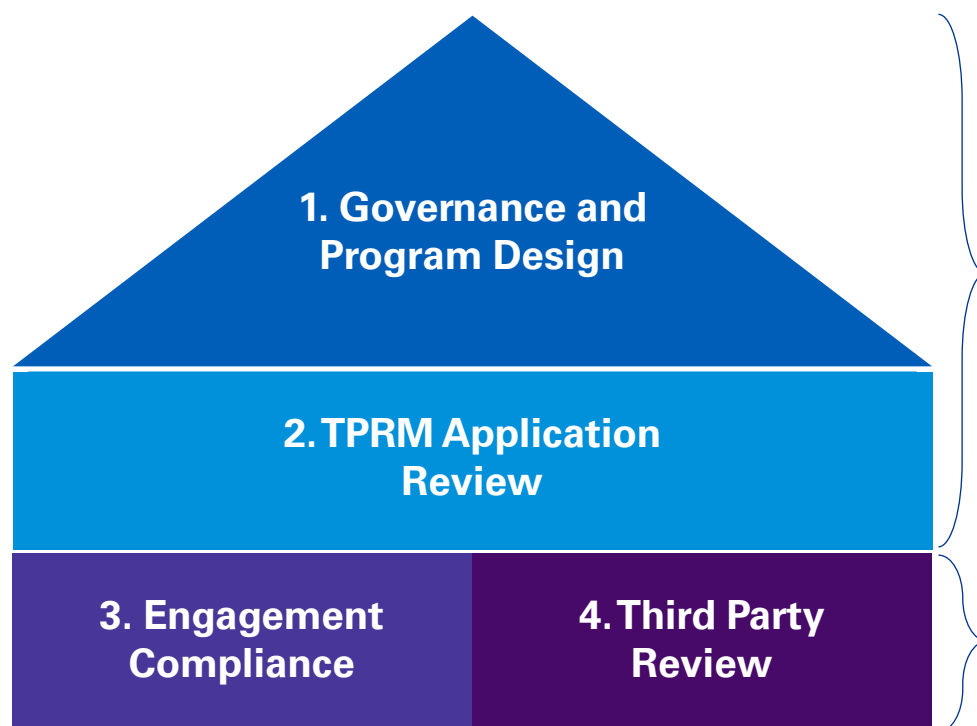 1. Governance and
Program Design
2. TPRM Application
Review
3. Engagement
Compliance
4. Third Party
Review